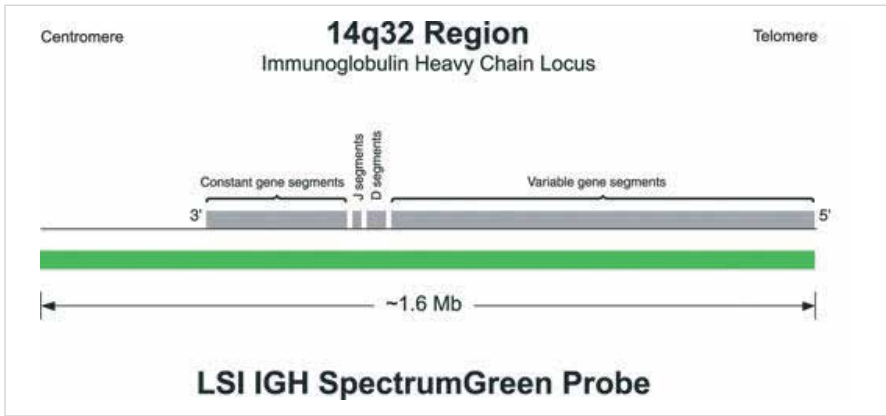 Centromere
14q32 Region
Telomere
Immunoglobulin Heavy Chain Locus
Constant gene segments
J segments
D segments
Variable gene segments
3'
5'
~1.6 Mb
LSI IGH SpectrumGreen Probe